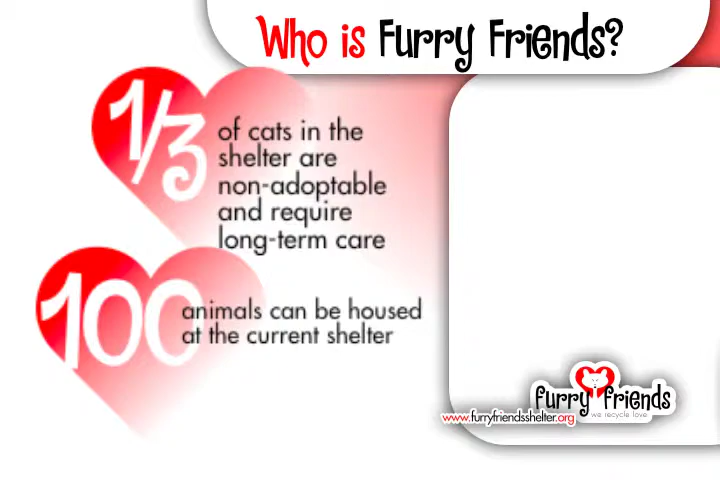 Who is Furry Friends?
1/3
of cats in the
shelter are
non-adoptable
and require
long-term care
100
animals can be housed
at the current shelter
furry friends
we recycle love
www.furryfriendsshelter.org